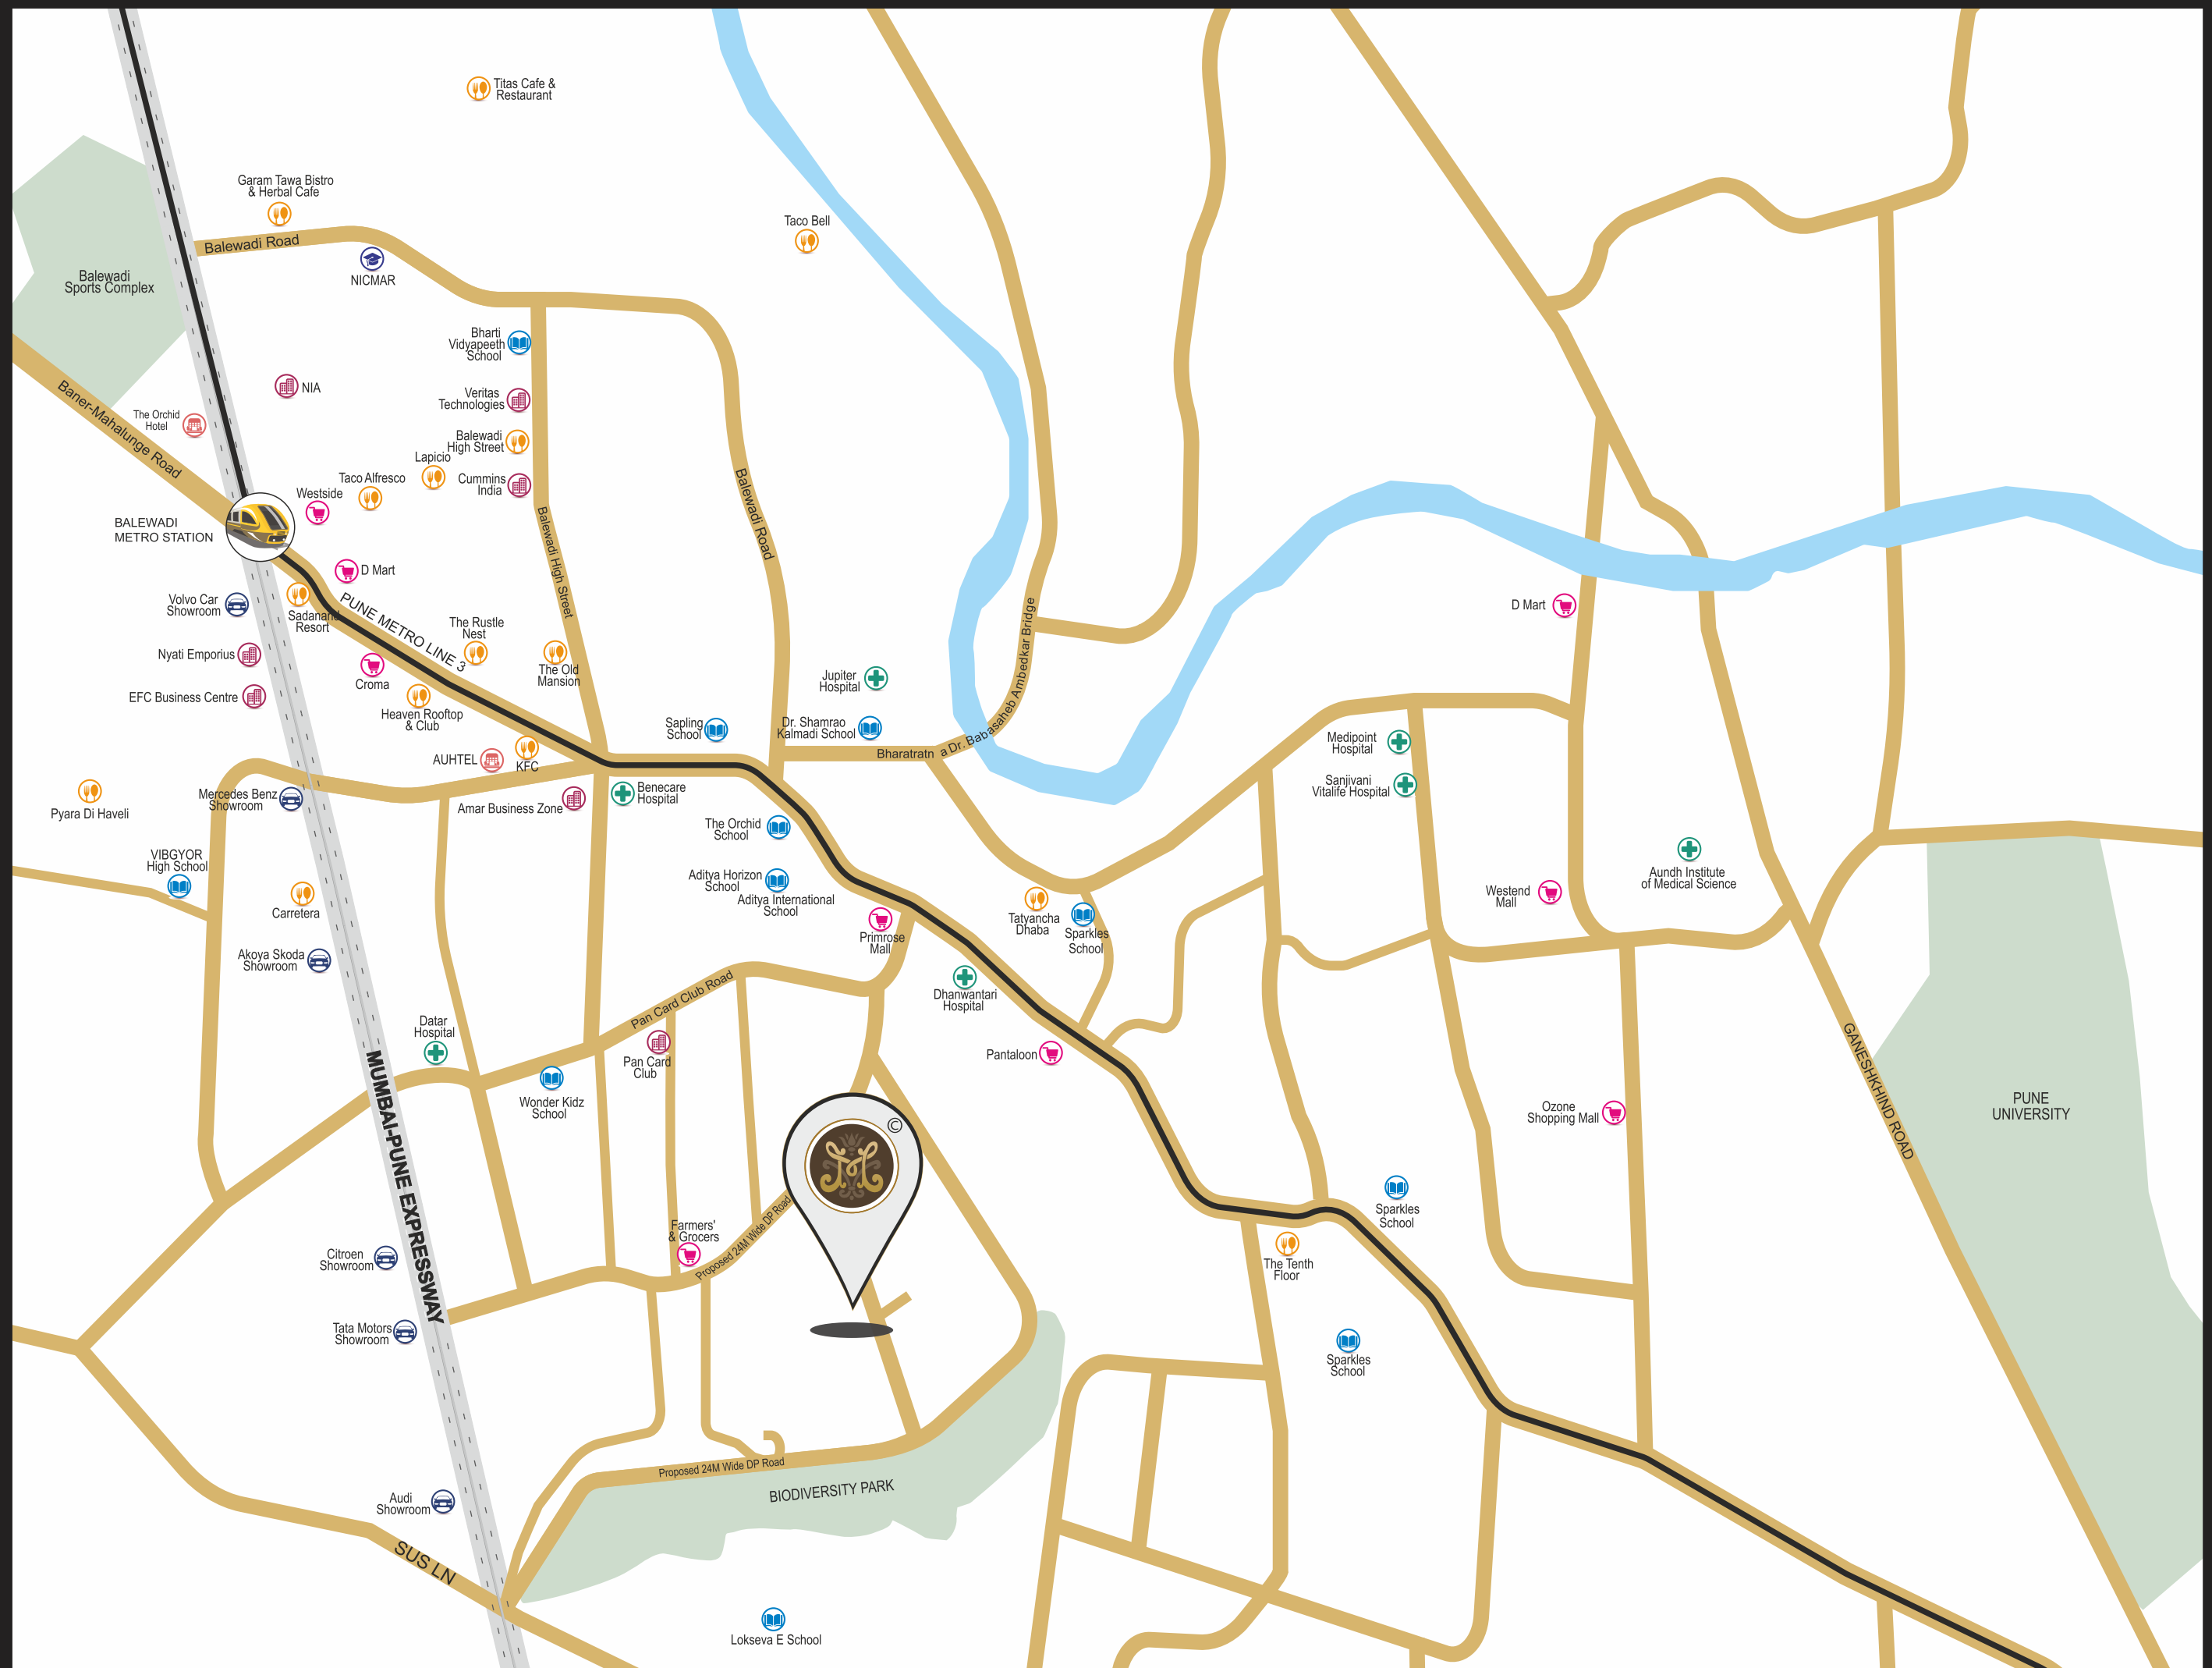 Titas Cafe &
Restaurant
Garam Tawa Bistro
& Herbal Cafe
Taco Bell
Balewadi Road
Balewadi
Sports Complex
NICMAR
Bharti
Vidyapeeth
School
NIA
Veritas
Technologies
Baner-Mahalunge Road
The Orchid
Hotel
Balewadi
High Street
Lapicio
Cummins
India
Taco Alfresco
Westside
Balewadi Road
BALEWADI
METRO STATION
Balewadi High Street
D Mart
Volvo Car
Showroom
Sadanand
Resort
PUNE METRO LINE 3
D Mart
The Rustle
Nest
Nyati Emporius
The Old
Mansion
Croma
EFC Business Centre
Heaven Rooftop
& Club
Jupiter
Hospital
Sapling
School
Dr. Shamrao
Kalmadi School
Bharatratn a Dr. Babasaheb Ambedkar Bridge
Medipoint
Hospital
AUHTEL
KFC
Sanjivani
Vitalife Hospital
Mercedes Benz
Showroom
Amar Business Zone
Benecare
Hospital
Pyara Di Haveli
The Orchid
School
VIBGYOR
High School
Aundh Institute
of Medical Science
Aditya Horizon
School
Aditya International
School
Westend
Mall
Carretera
Primrose
Mall
Tatyancha
Dhaba
Sparkles
School
Akoya Skoda
Showroom
Pan Card Club Road
Dhanwantari
Hospital
Datar
Hospital
Pan Card
Club
Pantaloon
GANESHKHIND ROAD
PUNE
UNIVERSITY
Wonder Kidz
School
Ozone
Shopping Mall
©
MUMBAI-PUNE EXPRESSWAY
Sparkles
School
Farmers'
& Grocers
Proposed 24M Wide DP Road
Citroen
Showroom
The Tenth
Floor
Tata Motors
Showroom
Sparkles
School
Proposed 24M Wide DP Road
BIODIVERSITY PARK
Audi
Showroom
SUS LN
Lokseva E School